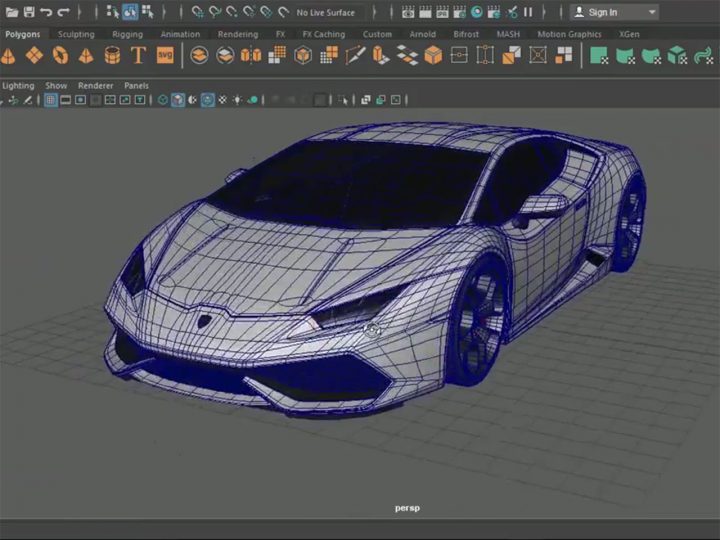 No Live Surface
Sign In
Polygons Sculpting Rigging Animation Rendering FX FX Caching Custom Arnold Bifrost MASH Motion Graphics XGen
T svg
Lighting Show Renderer Panels
persp